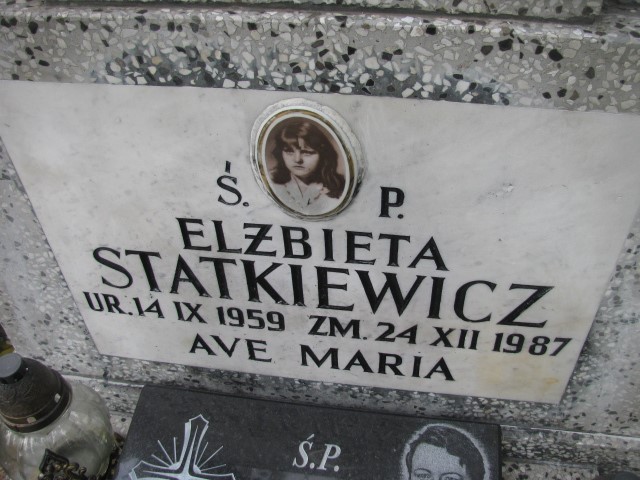 Ś. P.
ELŻBIETA
STATKIEWICZ
UR. 14 IX 1959 ZM. 24 XII 1987
AVE MARIA
Ś.P.